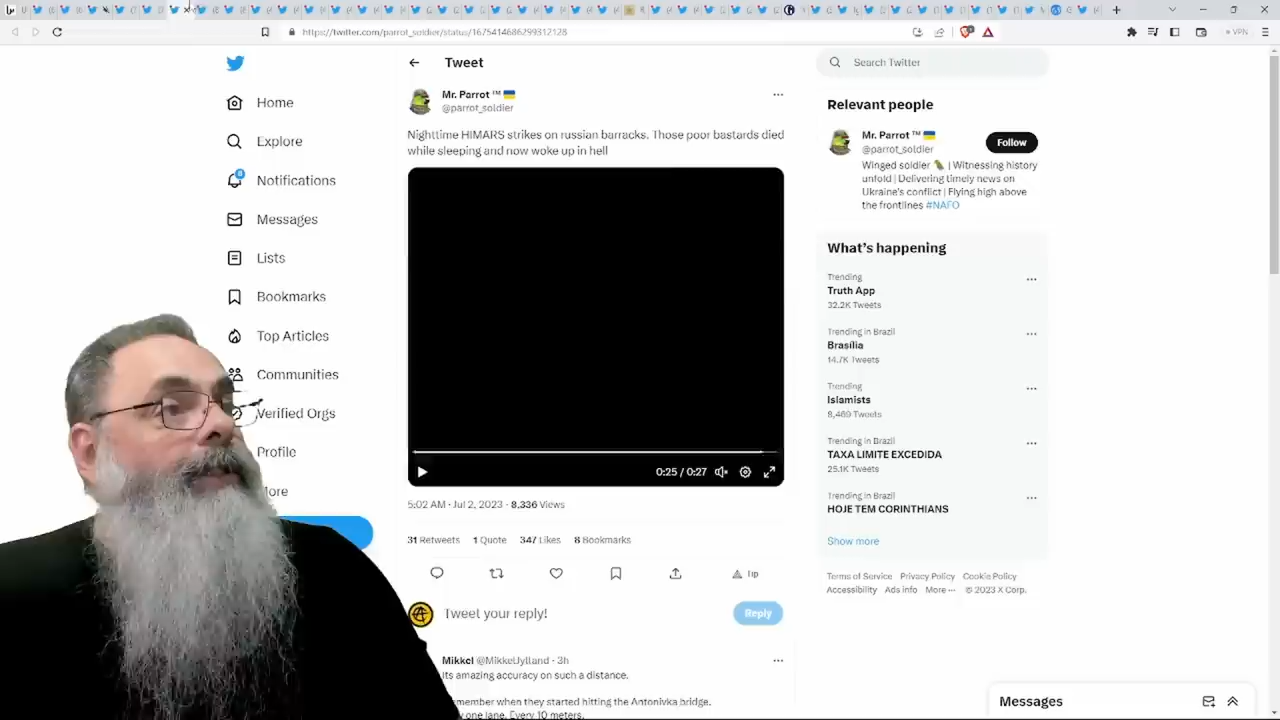 https://twitter.com/parrot_soldier/status/1675414686299312128
VPN
Home
Explore
Notifications
Messages
Lists
Bookmarks
Top Articles
Communities
Verified Orgs
Profile
Tweet
Mr. Parrot ™
@parrot_soldier
Nighttime HIMARS strikes on russian barracks. Those poor bastards died
while sleeping and now woke up in hell
0:25 / 0:27
5:02 AM · Jul 2, 2023 · 8,336 Views
31 Retweets 1 Quote 347 Likes 8 Bookmarks
Tip
Tweet your reply!
Reply
Mikkel @MikkelJylland · 3h
its amazing accuracy on such a distance.
when they started hitting the Antonivka bridge.
one lane. Every 10 meters.
Search Twitter
Relevant people
Mr. Parrot ™
@parrot_soldier
Follow
Winged soldier | Witnessing history
unfold | Delivering timely news on
Ukraine's conflict | Flying high above
the frontlines #NAFO
What's happening
Trending
Truth App
32.2K Tweets
Trending in Brazil
Brasília
14.7K Tweets
Trending
Islamists
8,469 Tweets
Trending in Brazil
TAXA LIMITE EXCEDIDA
25.1K Tweets
Trending in Brazil
HOJE TEM CORINTHIANS
Show more
Terms of Service Privacy Policy Cookie Policy
Accessibility Ads info More ··· © 2023 X Corp.
Messages